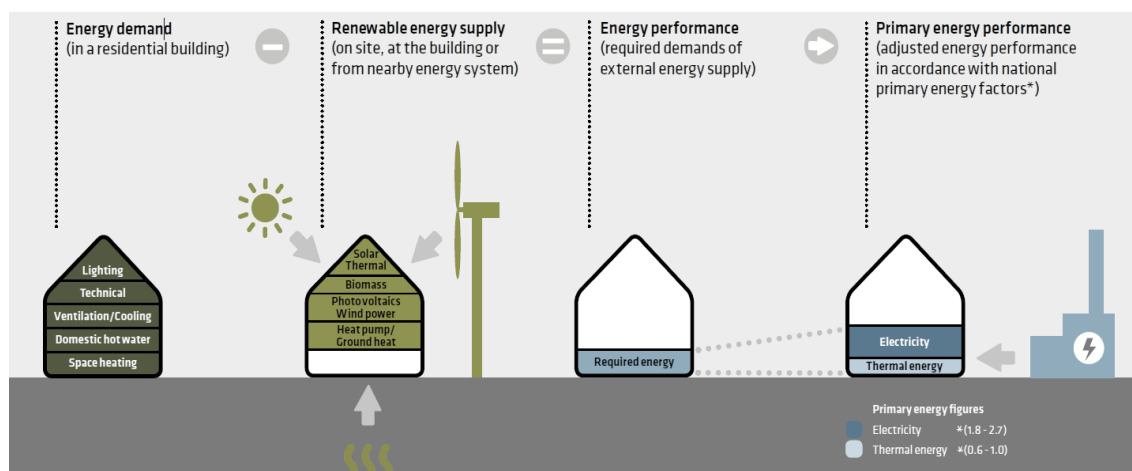 Energy demand
(in a residential building)
Renewable energy supply
(on site, at the building or
from nearby energy system)
Energy performance
(required demands of
external energy supply)
Primary energy performance
(adjusted energy performance
in accordance with national
primary energy factors*)
Lighting
Technical
Ventilation/Cooling
Domestic hot water
Space heating
Solar
Thermal
Biomass
Photovoltaics
Wind power
Heat pump/
Ground heat
Required energy
Electricity
Thermal energy
Primary energy figures
Electricity *(1.8 - 2.7)
Thermal energy *(0.6 - 1.0)